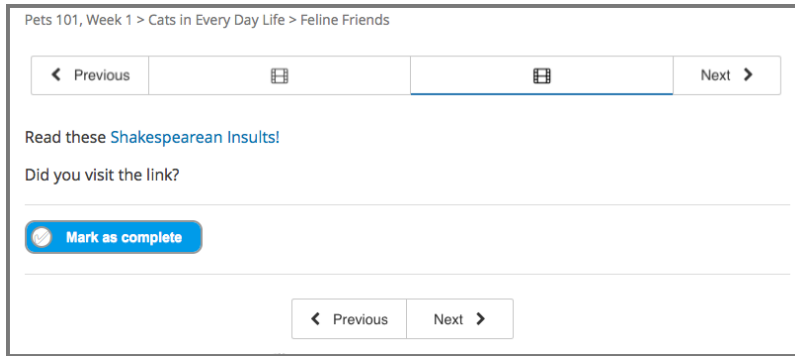 Pets 101, Week 1 > Cats in Every Day Life > Feline Friends
Previous Next
Read these Shakespearean Insults!
Did you visit the link?
Mark as complete
Previous Next